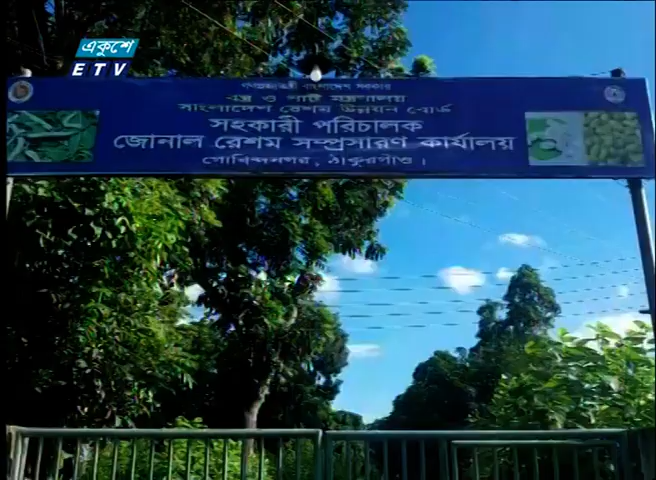 একুশে
ETV
গণপ্রজাতন্ত্রী বাংলাদেশ সরকার
বস্ত্র ও পাট মন্ত্রণালয়
বাংলাদেশ রেশম উন্নয়ন বোর্ড
সহকারী পরিচালক
জোনাল রেশম সম্প্রসারণ কার্যালয়
গোবিন্দনগর, ঠাকুরগাঁও ।